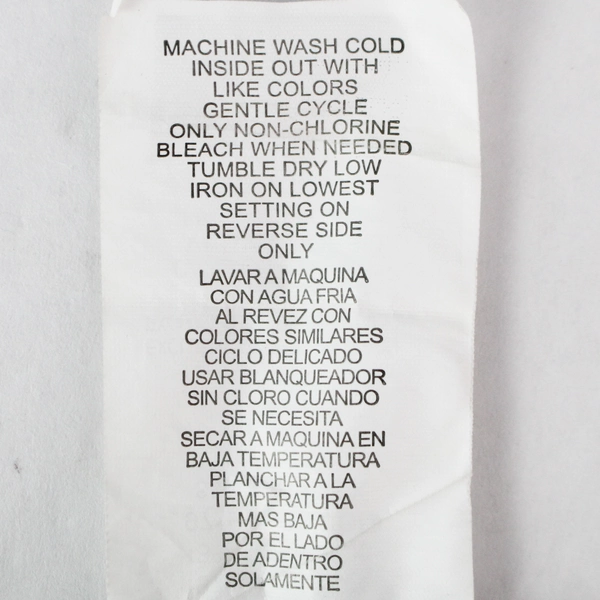 MACHINE WASH COLD
INSIDE OUT WITH
LIKE COLORS
GENTLE CYCLE
ONLY NON-CHLORINE
BLEACH WHEN NEEDED
TUMBLE DRY LOW
IRON ON LOWEST
SETTING ON
REVERSE SIDE
ONLY
LAVAR A MAQUINA
CON AGUA FRIA
AL REVEZ CON
COLORES SIMILARES
CICLO DELICADO
USAR BLANQUEADOR
SIN CLORO CUANDO
SE NECESITA
SECAR A MAQUINA EN
BAJA TEMPERATURA
PLANCHAR A LA
TEMPERATURA
MAS BAJA
POR EL LADO
DE ADENTRO
SOLAMENTE